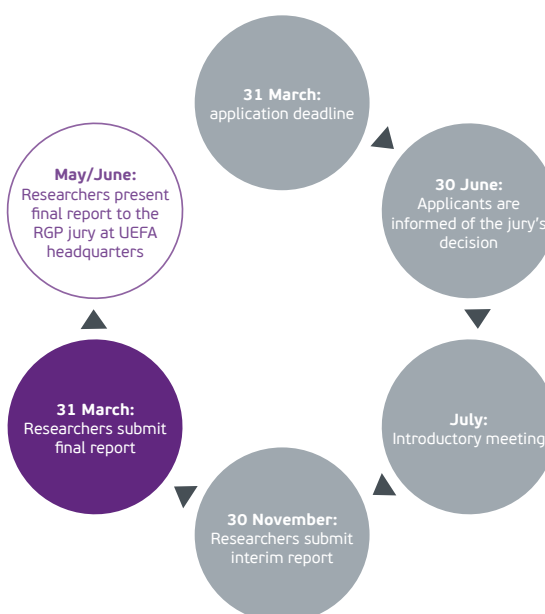 31 March:
application deadline
30 June:
Applicants are
informed of the jury's
decision
July:
Introductory meeting
30 November:
Researchers submit
interim report
31 March:
Researchers submit
final report
May/June:
Researchers present
final report to the
RGP jury at UEFA
headquarters